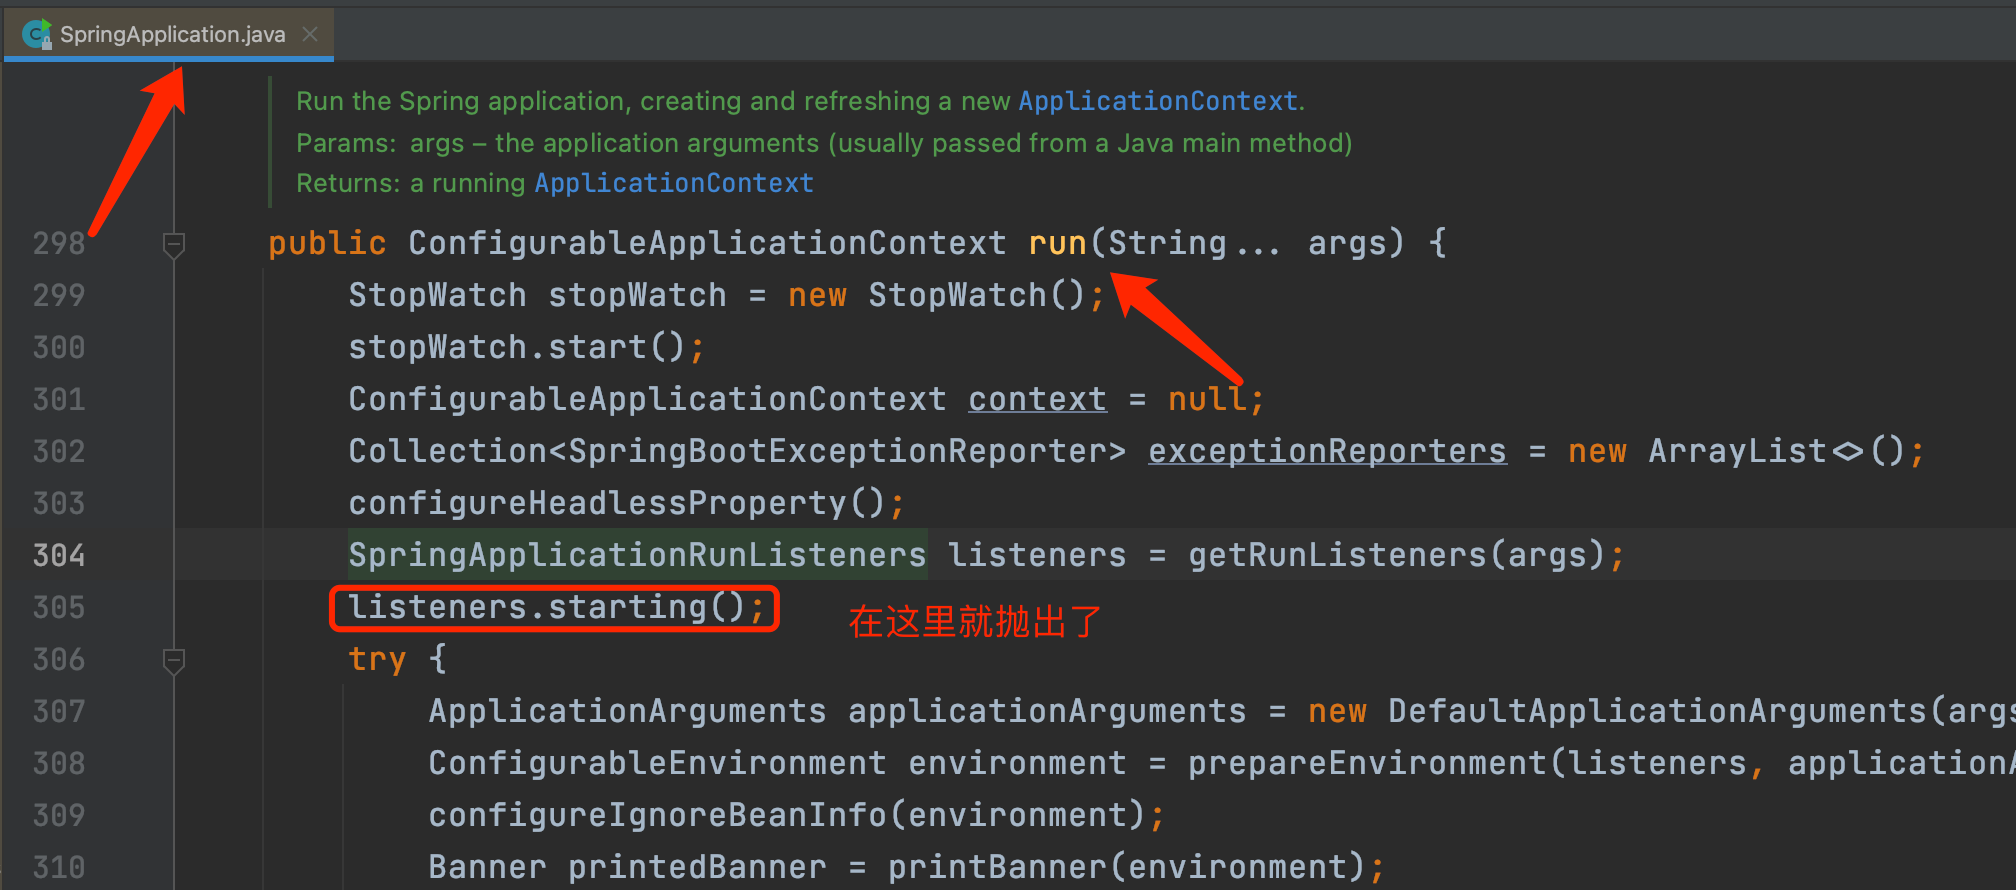 SpringApplication.java
Run the Spring application, creating and refreshing a new ApplicationContext.
Params: args – the application arguments (usually passed from a Java main method)
Returns: a running ApplicationContext
298 public ConfigurableApplicationContext run(String... args) {
299 StopWatch stopWatch = new StopWatch();
300 stopWatch.start();
301 ConfigurableApplicationContext context = null;
302 Collection<SpringBootExceptionReporter> exceptionReporters = new ArrayList<>();
303 configureHeadlessProperty();
304 SpringApplicationRunListeners listeners = getRunListeners(args);
305 listeners.starting(); 在这里就抛出了
306 try {
307 ApplicationArguments applicationArguments = new DefaultApplicationArguments(args
308 ConfigurableEnvironment environment = prepareEnvironment(listeners, applicationA
309 configureIgnoreBeanInfo(environment);
310 Banner printedBanner = printBanner(environment);